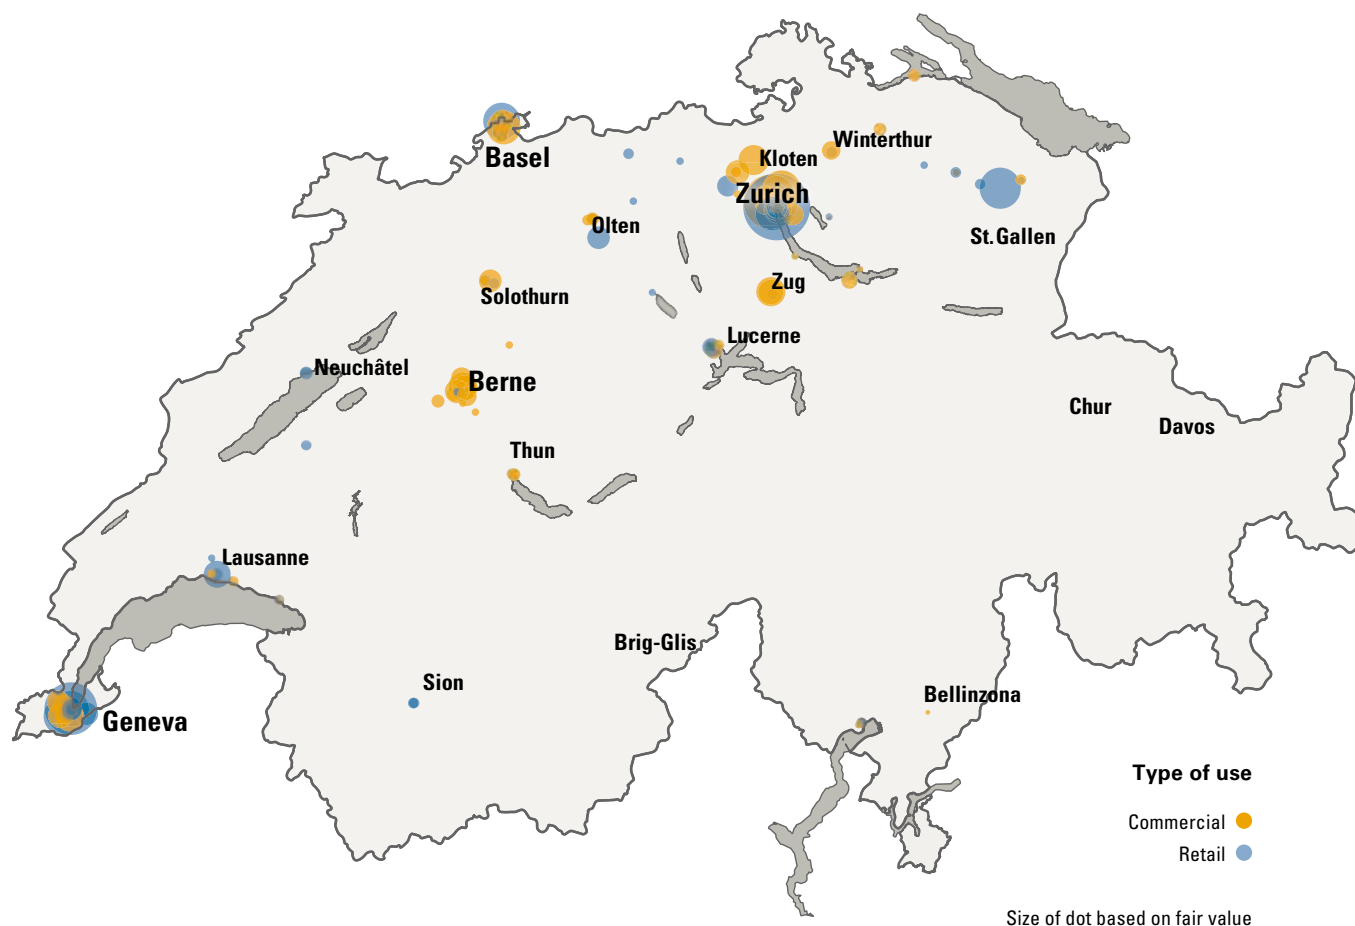 Basel
Winterthur
Kloten
Zurich
Olten
St.Gallen
Zug
Solothurn
Lucerne
Neuchâtel
Berne
Chur
Davos
Thun
Lausanne
Brig-Glis
Sion
Bellinzona
Geneva
Type of use
Commercial
Retail
Size of dot based on fair value